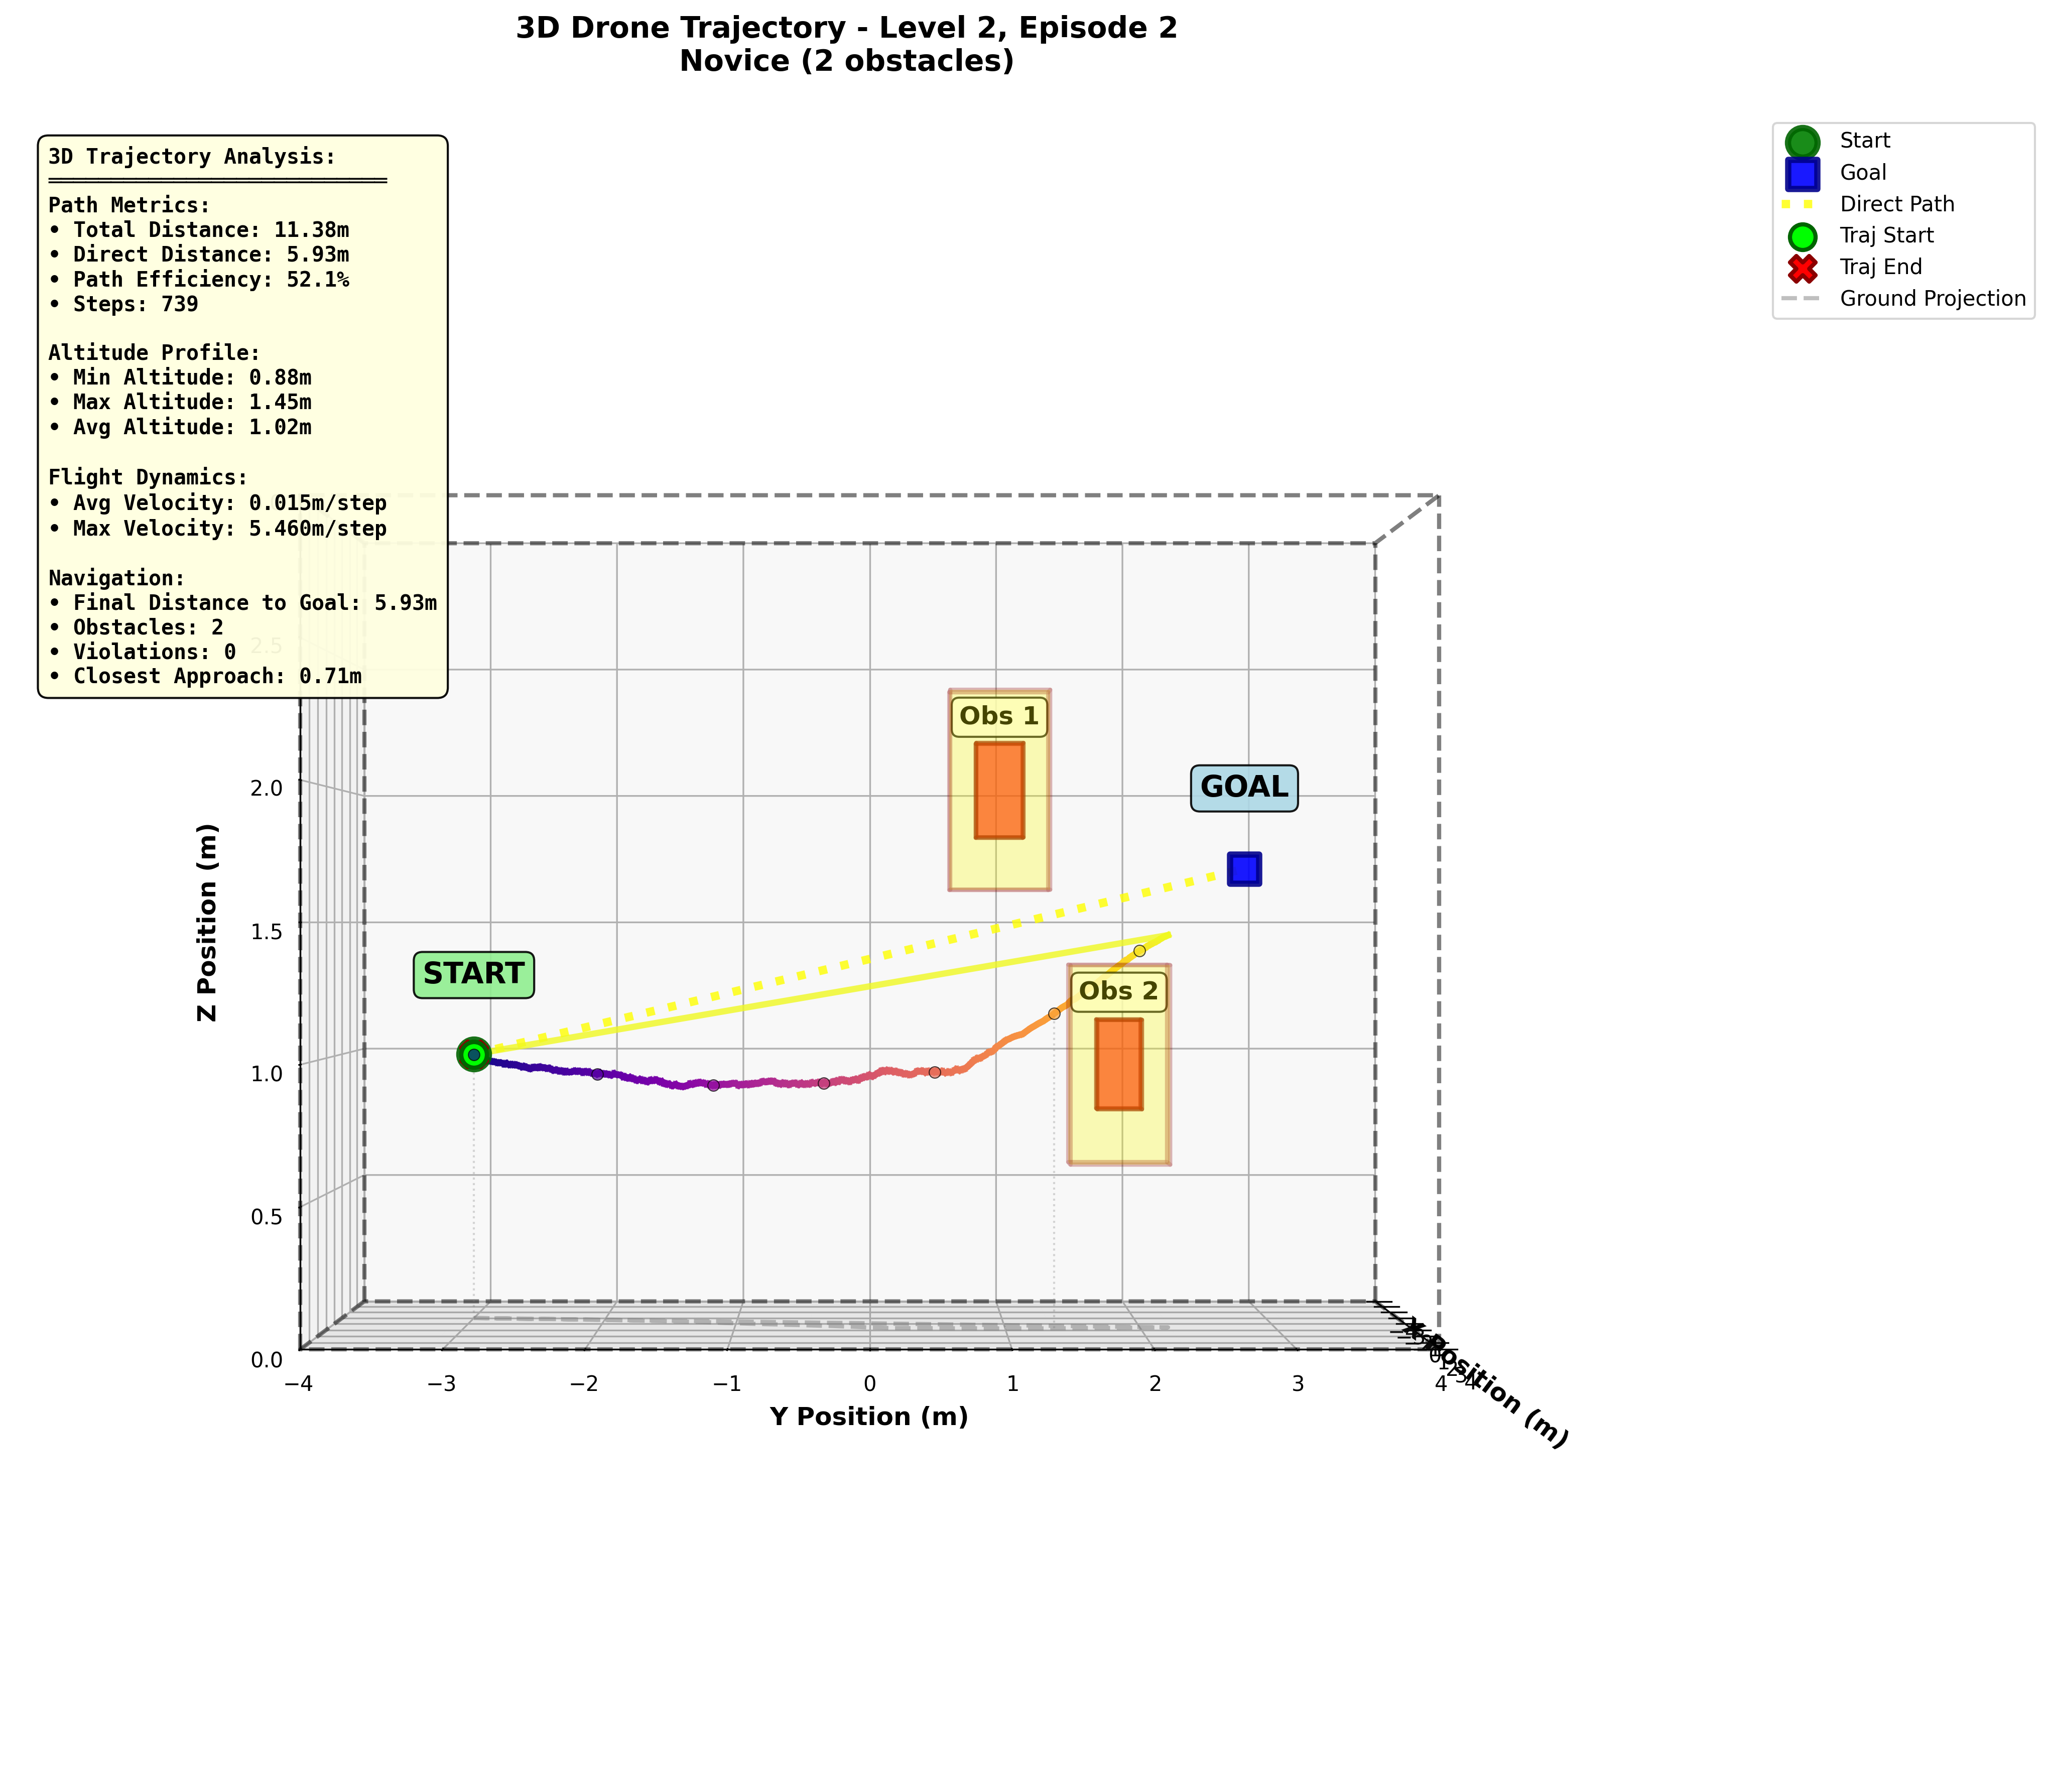 3D Drone Trajectory - Level 2, Episode 2
Novice (2 obstacles)
3D Trajectory Analysis:
Path Metrics:
• Total Distance: 11.38m
• Direct Distance: 5.93m
• Path Efficiency: 52.1%
• Steps: 739
Altitude Profile:
• Min Altitude: 0.88m
• Max Altitude: 1.45m
• Avg Altitude: 1.02m
Flight Dynamics:
• Avg Velocity: 0.015m/step
• Max Velocity: 5.460m/step
Navigation:
• Final Distance to Goal: 5.93m
• Obstacles: 2
• Violations: 0
• Closest Approach: 0.71m
Start
Goal
Direct Path
Traj Start
Traj End
Ground Projection
Obs 1
GOAL
START
Obs 2
Z Position (m)
2.5
2.0
1.5
1.0
0.5
0.0
−4
−3
−2
−1
0
1
2
3
4
Y Position (m)
X Position (m)